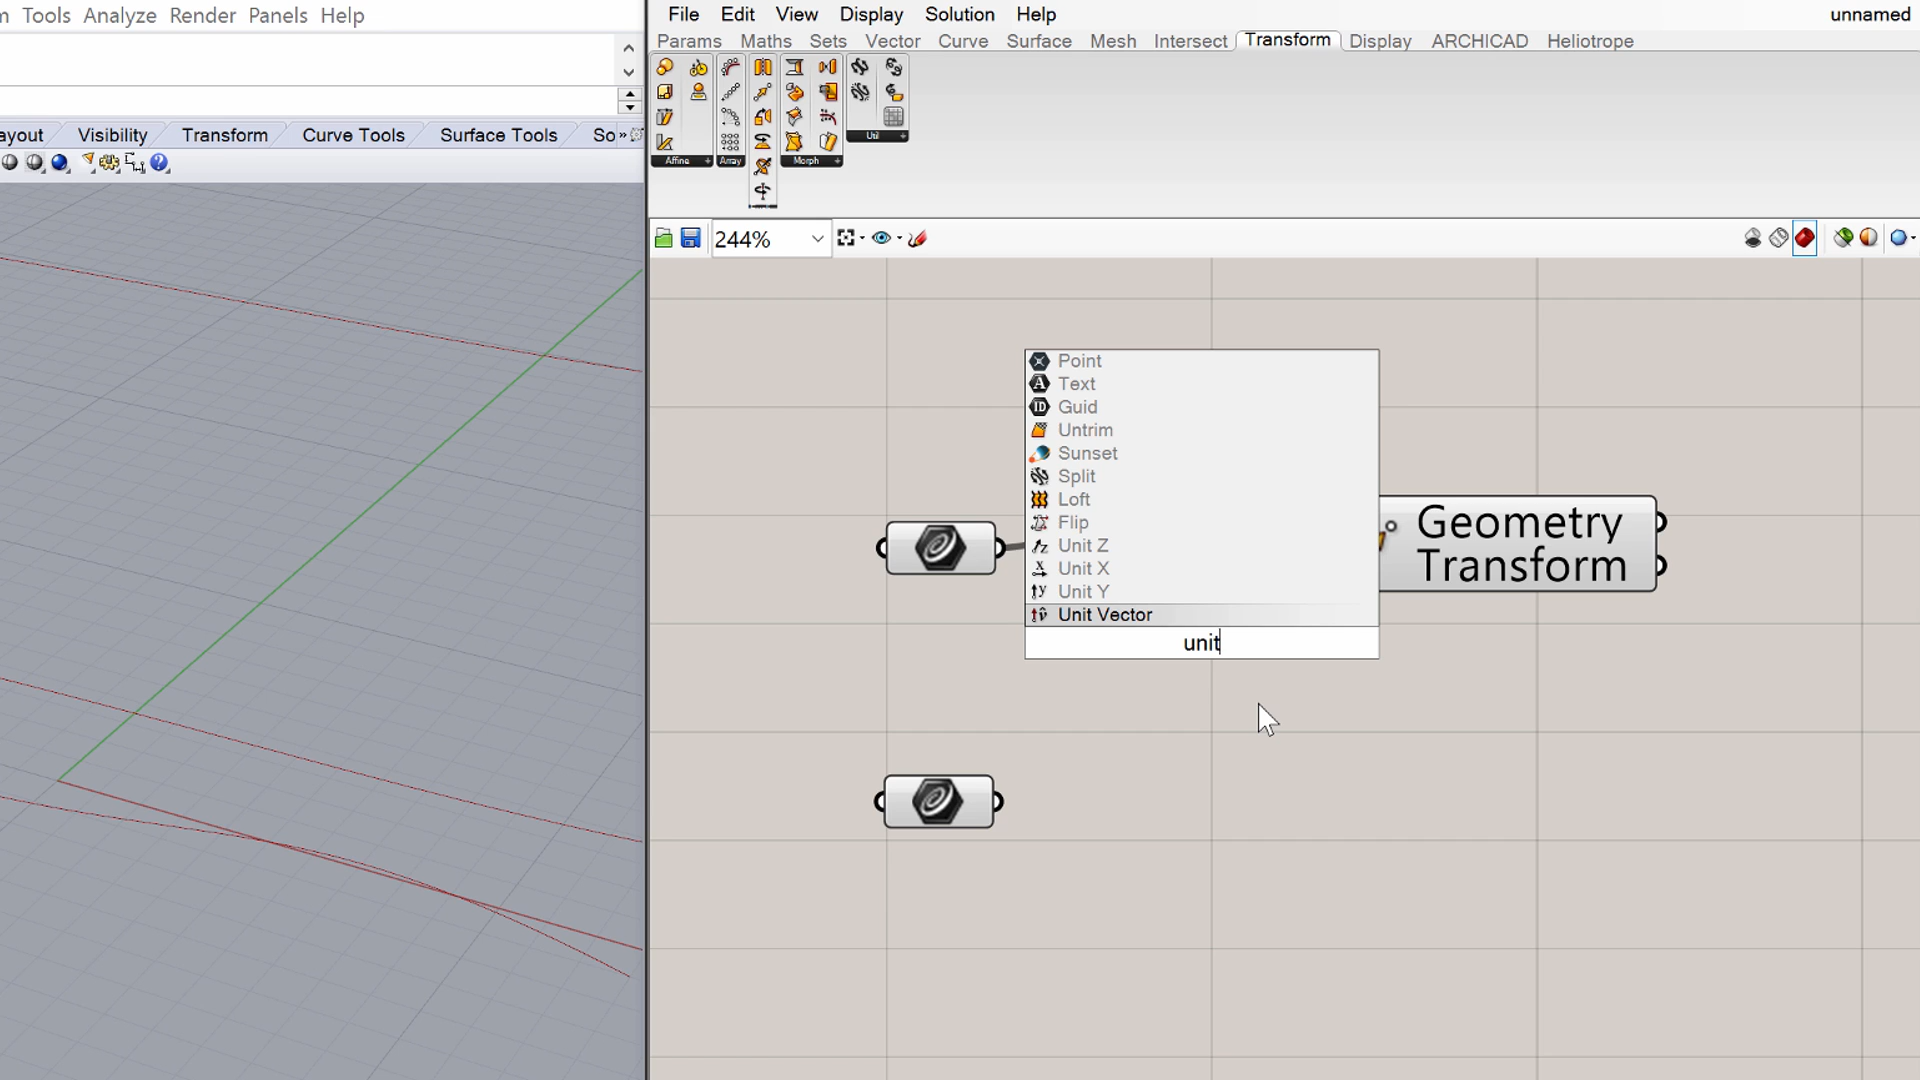 Tools Analyze Render Panels Help
File Edit View Display Solution Help unnamed
Params Maths Sets Vector Curve Surface Mesh Intersect Transform Display ARCHICAD Heliotrope
ayout Visibility Transform Curve Tools Surface Tools So »
Affine + Array Morph + Util +
244%
Point
Text
Guid
Untrim
Sunset
Split
Loft
Flip
Unit Z
Unit X
Unit Y
Unit Vector
unit
Geometry
Transform